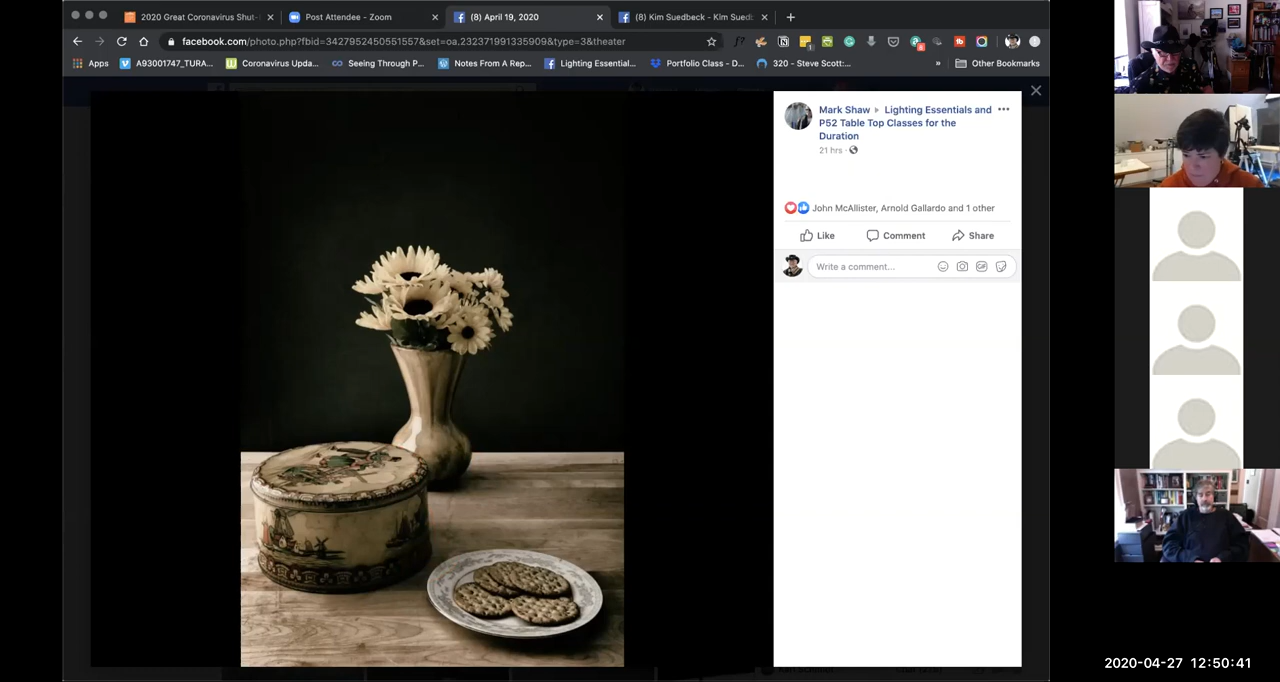 2020 Great Coronavirus Shut-
Post Attendee - Zoom
(8) April 19, 2020
(8) Kim Suedbeck - Kim Suedb
facebook.com/photo.php?fbid=3427952450551557&set=oa.232371991335909&type=3&theater
Apps
A93001747_TURA...
Coronavirus Upda...
Seeing Through P...
Notes From A Rep...
Lighting Essential...
Portfolio Class - D...
320 - Steve Scott:...
»
Other Bookmarks
Mark Shaw ▸ Lighting Essentials and
P52 Table Top Classes for the
Duration
21 hrs ·
John McAllister, Arnold Gallardo and 1 other
Like
Comment
Share
Write a comment...
GIF
2020-04-27 12:50:41